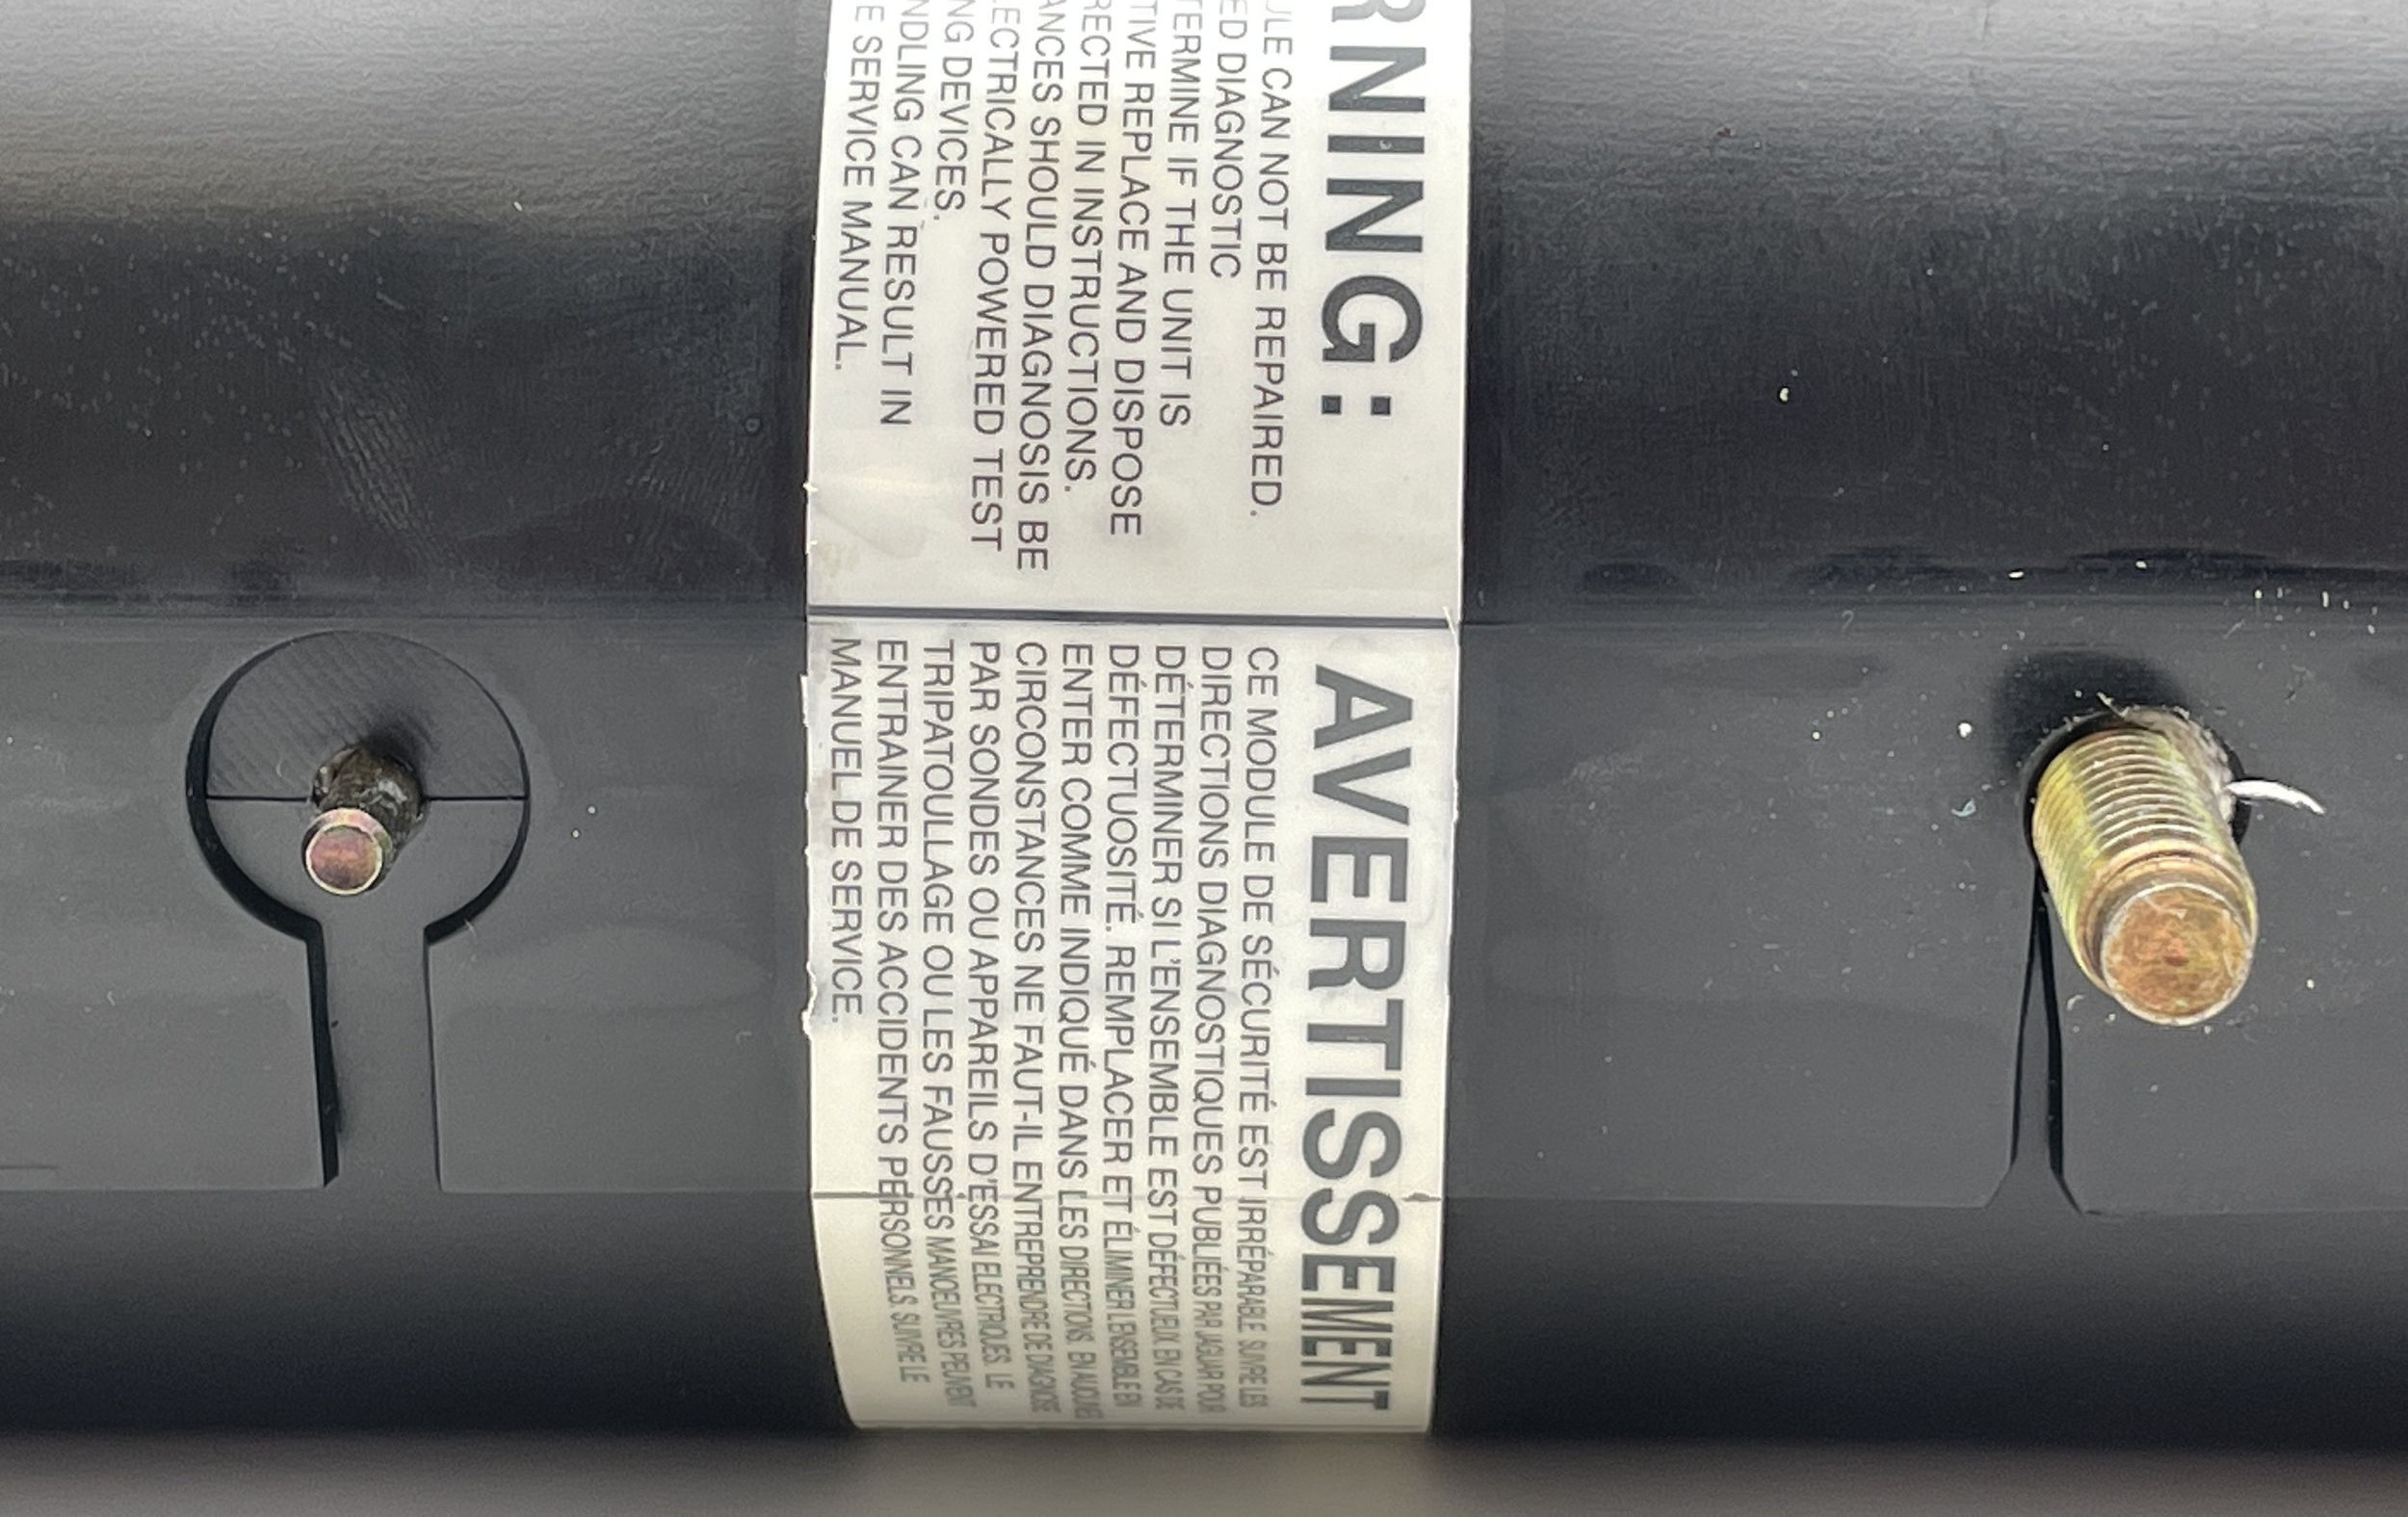 RNING:
ULE CAN NOT BE REPAIRED.
ED DIAGNOSTIC
TERMINE IF THE UNIT IS
TIVE REPLACE AND DISPOSE
RECTED IN INSTRUCTIONS.
ANCES SHOULD DIAGNOSIS BE
LECTRICALLY POWERED TEST
NG DEVICES.
NDLING CAN RESULT IN
E SERVICE MANUAL.
AVERTISSEMENT
CE MODULE DE SÉCURITÉ EST IRRÉPARABLE SUIVRE LES
DIRECTIONS DIAGNOSTIQUES PUBLIÉES PAR JAGUAR POUR
DÉTERMINER SI L'ENSEMBLE EST DÉFECTUEUX. EN CAS DE
DÉFECTUOSITÉ. REMPLACER ET ÉLIMINER L'ENSEMBLE EN
ENTER COMME INDIQUÉ DANS LES DIRECTIONS. EN AUCUNES
CIRCONSTANCES NE FAUT-IL ENTREPRENDRE DE DIAGNOSE
PAR SONDES OU APPAREILS D'ESSAI ELECTRIQUES. LE
TRIPATOUILLAGE OU LES FAUSSES MANOEUVRES PEUVENT
ENTRAINER DES ACCIDENTS PERSONNELS. SUIVRE LE
MANUEL DE SERVICE.